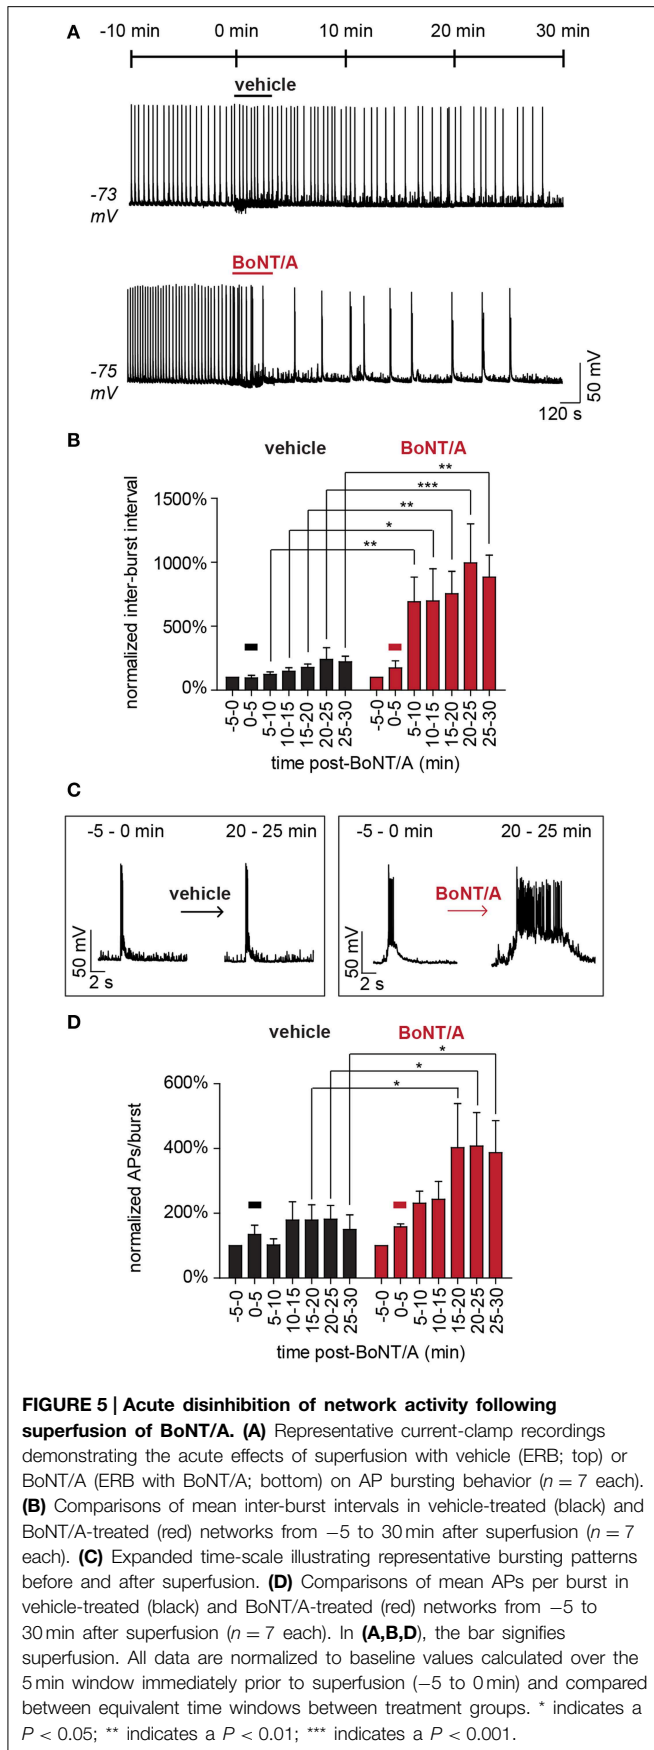 A
-10 min 0 min 10 min 20 min 30 min
vehicle
-73
mV
BoNT/A
-75
mV
50 mV
120 s
B
vehicle BoNT/A
normalized inter-burst interval
1500%
1000%
500%
0%
**
***
**
*
**
-5-0 0-5 5-10 10-15 15-20 20-25 25-30 -5-0 0-5 5-10 10-15 15-20 20-25 25-30
time post-BoNT/A (min)
C
-5 - 0 min 20 - 25 min -5 - 0 min 20 - 25 min
vehicle BoNT/A
50 mV
2 s
50 mV
2 s
D
vehicle BoNT/A
normalized APs/burst
600%
400%
200%
0%
*
*
*
-5-0 0-5 5-10 10-15 15-20 20-25 25-30 -5-0 0-5 5-10 10-15 15-20 20-25 25-30
time post-BoNT/A (min)
FIGURE 5 | Acute disinhibition of network activity following
superfusion of BoNT/A. (A) Representative current-clamp recordings
demonstrating the acute effects of superfusion with vehicle (ERB; top) or
BoNT/A (ERB with BoNT/A; bottom) on AP bursting behavior (n = 7 each).
(B) Comparisons of mean inter-burst intervals in vehicle-treated (black) and
BoNT/A-treated (red) networks from −5 to 30 min after superfusion (n = 7
each). (C) Expanded time-scale illustrating representative bursting patterns
before and after superfusion. (D) Comparisons of mean APs per burst in
vehicle-treated (black) and BoNT/A-treated (red) networks from −5 to
30 min after superfusion (n = 7 each). In (A,B,D), the bar signifies
superfusion. All data are normalized to baseline values calculated over the
5 min window immediately prior to superfusion (−5 to 0 min) and compared
between equivalent time windows between treatment groups. * indicates a
P < 0.05; ** indicates a P < 0.01; *** indicates a P < 0.001.